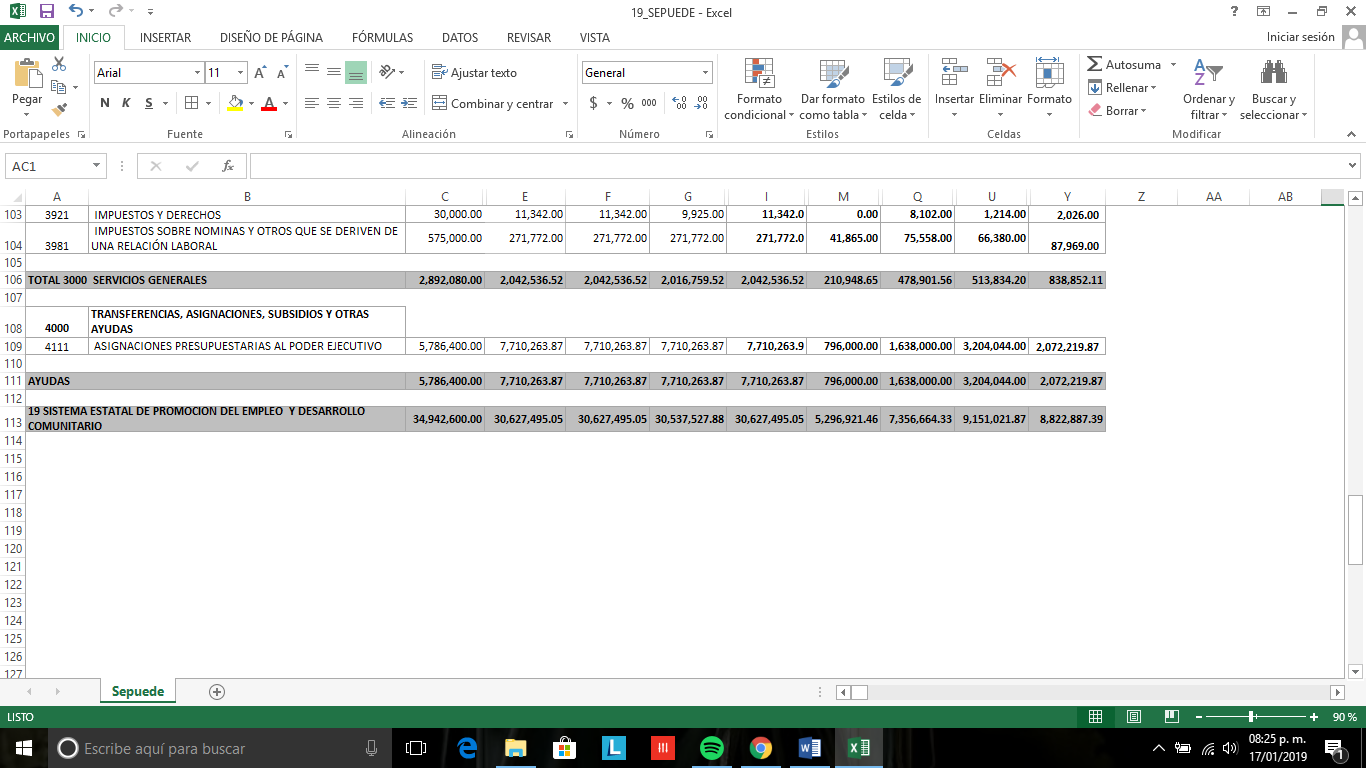 19_SEPUEDE - Excel
ARCHIVO INICIO INSERTAR DISEÑO DE PÁGINA FÓRMULAS DATOS REVISAR VISTA Iniciar sesión
Arial 11 Ajustar texto General Autosuma
Pegar N K S Combinar y centrar $ % 000 Formato condicional Dar formato como tabla Estilos de celda Insertar Eliminar Formato Rellenar Borrar Ordenar y filtrar Buscar y seleccionar
Portapapeles Fuente Alineación Número Estilos Celdas Modificar
AC1 fx
A B C E F G I M Q U Y Z AA AB
103 3921 IMPUESTOS Y DERECHOS 30,000.00 11,342.00 11,342.00 9,925.00 11,342.0 0.00 8,102.00 1,214.00 2,026.00
104 3981 IMPUESTOS SOBRE NOMINAS Y OTROS QUE SE DERIVEN DE
UNA RELACIÓN LABORAL 575,000.00 271,772.00 271,772.00 271,772.00 271,772.0 41,865.00 75,558.00 66,380.00 87,969.00
105
106 TOTAL 3000 SERVICIOS GENERALES 2,892,080.00 2,042,536.52 2,042,536.52 2,016,759.52 2,042,536.52 210,948.65 478,901.56 513,834.20 838,852.11
107
108 4000 TRANSFERENCIAS, ASIGNACIONES, SUBSIDIOS Y OTRAS
AYUDAS
109 4111 ASIGNACIONES PRESUPUESTARIAS AL PODER EJECUTIVO 5,786,400.00 7,710,263.87 7,710,263.87 7,710,263.87 7,710,263.9 796,000.00 1,638,000.00 3,204,044.00 2,072,219.87
110
111 AYUDAS 5,786,400.00 7,710,263.87 7,710,263.87 7,710,263.87 7,710,263.87 796,000.00 1,638,000.00 3,204,044.00 2,072,219.87
112
113 19 SISTEMA ESTATAL DE PROMOCION DEL EMPLEO Y DESARROLLO
COMUNITARIO 34,942,600.00 30,627,495.05 30,627,495.05 30,537,527.88 30,627,495.05 5,296,921.46 7,356,664.33 9,151,021.87 8,822,887.39
114
115
116
117
118
119
120
121
122
123
124
125
126
127
Sepuede
LISTO 90 %
Escribe aquí para buscar 08:25 p. m.
17/01/2019 1